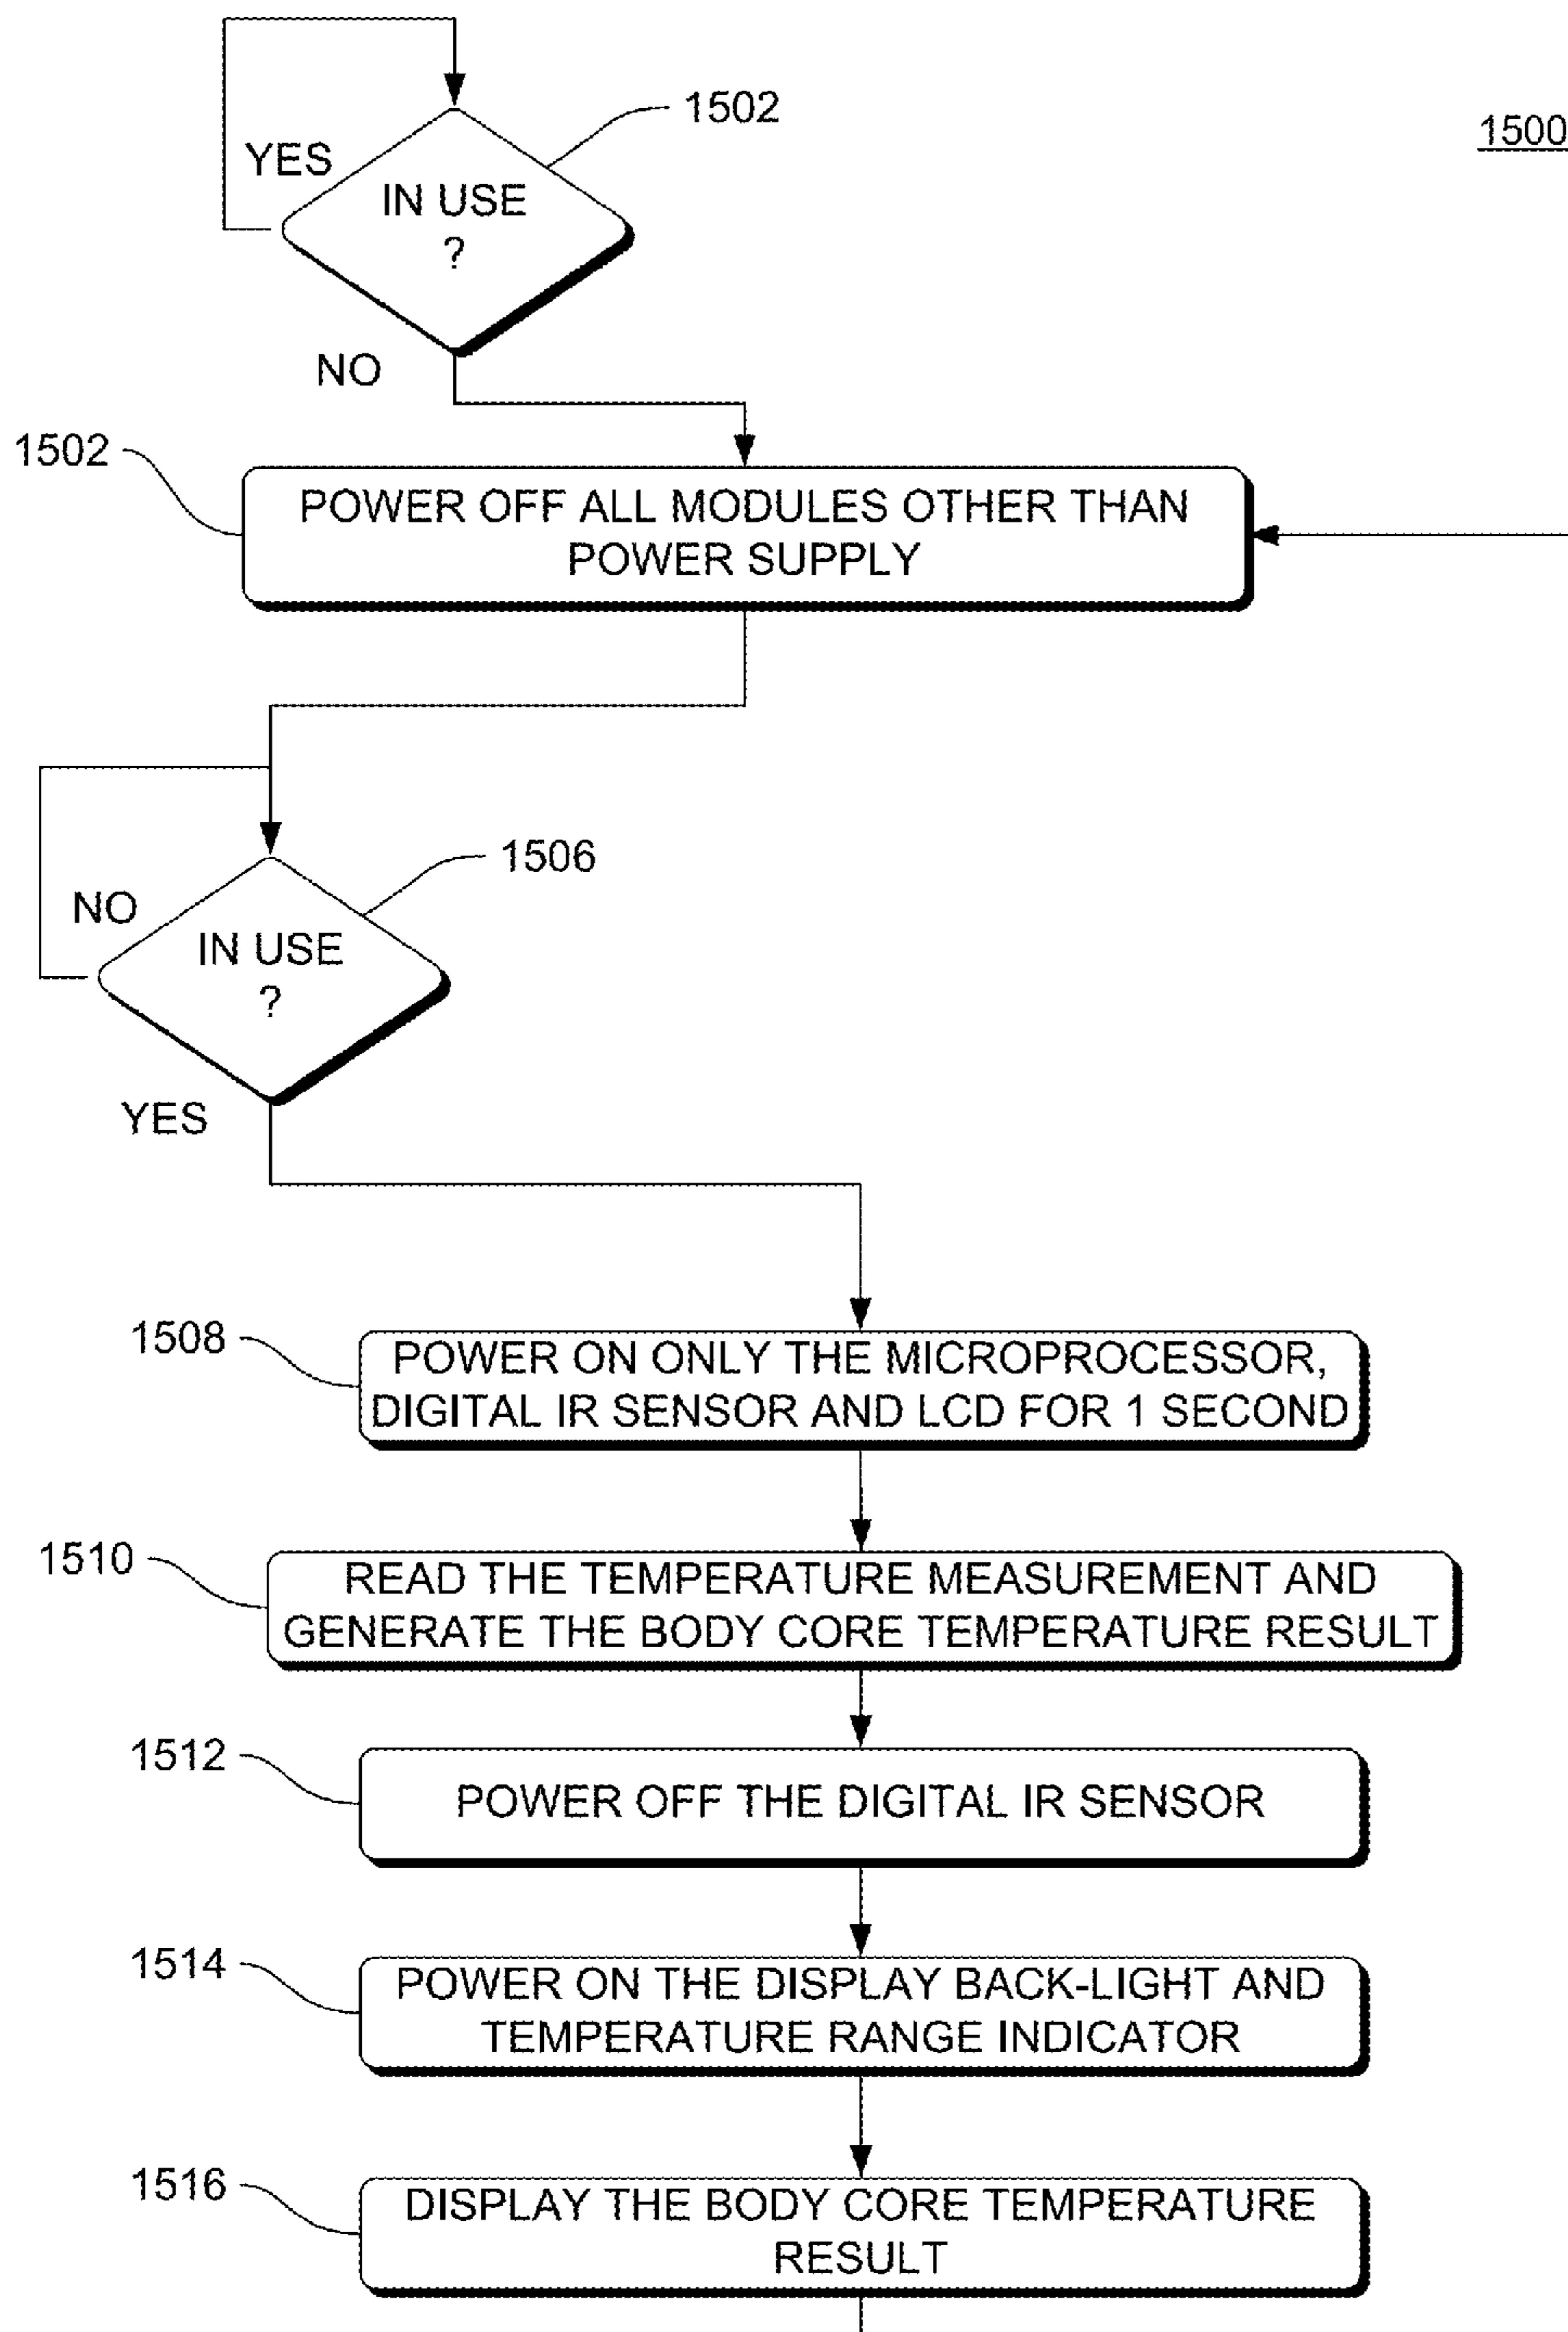 1500
1502
YES
IN USE
?
NO
1502
POWER OFF ALL MODULES OTHER THAN
POWER SUPPLY
1506
NO
IN USE
?
YES
1508
POWER ON ONLY THE MICROPROCESSOR,
DIGITAL IR SENSOR AND LCD FOR 1 SECOND
1510
READ THE TEMPERATURE MEASUREMENT AND
GENERATE THE BODY CORE TEMPERATURE RESULT
1512
POWER OFF THE DIGITAL IR SENSOR
1514
POWER ON THE DISPLAY BACK-LIGHT AND
TEMPERATURE RANGE INDICATOR
1516
DISPLAY THE BODY CORE TEMPERATURE
RESULT